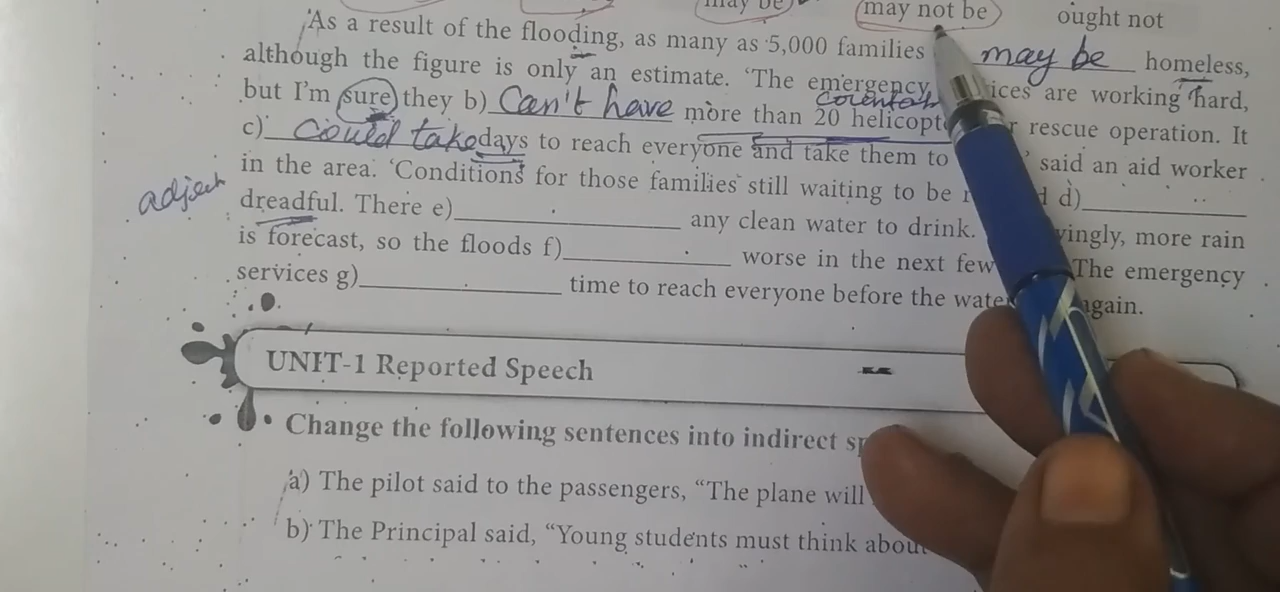 may be may not be ought not
'As a result of the flooding, as many as 5,000 families may be homeless,
although the figure is only an estimate. 'The emergency ices are working hard,
but I'm sure they b) Can't have more than 20 helicopt r rescue operation. It
c) could take days to reach everyone and take them to ' said an aid worker
in the area. 'Conditions for those families still waiting to be d d)
dreadful. There e) any clean water to drink. yingly, more rain
is forecast, so the floods f) worse in the next few The emergency
services g) time to reach everyone before the wate again.
UNIT-1 Reported Speech
• Change the following sentences into indirect sp
a) The pilot said to the passengers, "The plane will
b) The Principal said, "Young students must think abou